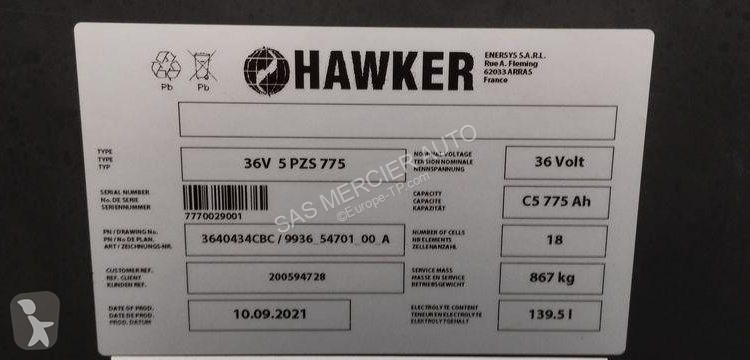 HAWKER
ENERSYS S.A.R.L.
Rue A. Fleming
62033 ARRAS
France
Pb
Pb
TYPE
TYPE
TYP
36V 5 PZS 775
NOMINAL VOLTAGE
TENSION NOMINALE
NENNSPANNUNG
36 Volt
SERIAL NUMBER
No. DE SERIE
SERIENNUMMER
7770029001
CAPACITY
CAPACITE
KAPAZITÄT
C5 775 Ah
PN / DRAWING No.
PN / No DE PLAN.
ART / ZEICHNUNGS-NR.
3640434CBC / 9936_54701_00_A
NUMBER OF CELLS
NB ELEMENTS
ZELLENANZAHL
18
CUSTOMER REF.
REF. CLIENT
KUNDEN REF.
200594728
SERVICE MASS
MASSE EN SERVICE
BETRIEBSGEWICHT
867 kg
DATE OF PROD.
DATE DE PROD.
PROD. DATUM
10.09.2021
ELECTROLYTE CONTENT
TENEUR EN ELECTROLYTE
ELEKTROLYTGEHALT
139.5 l
SAS MERCIER AUTO
©Europe-TP.com